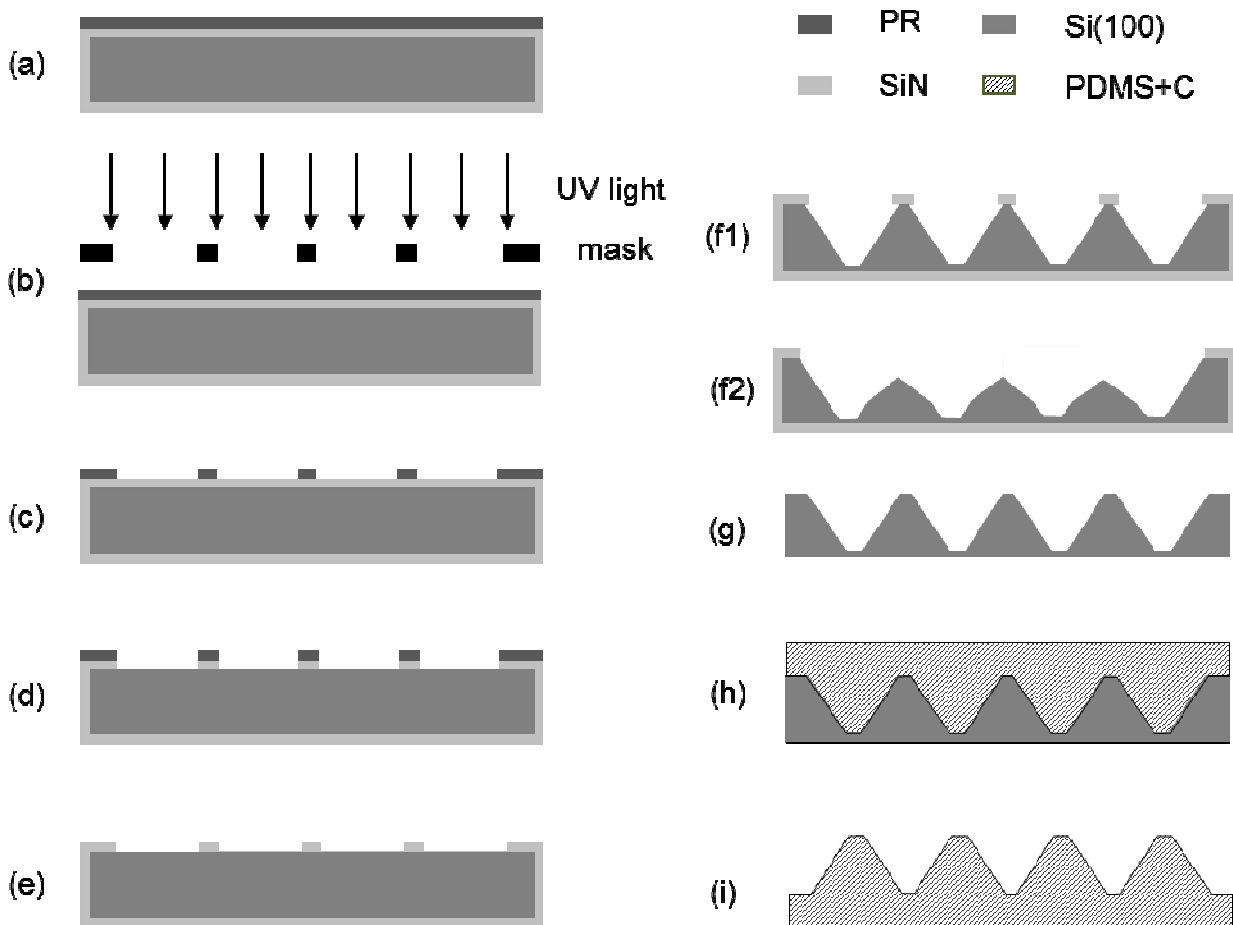 (a)
UV light
mask
(b)
(c)
(d)
(e)
PR
Si(100)
SiN
PDMS+C
(f1)
(f2)
(g)
(h)
(i)